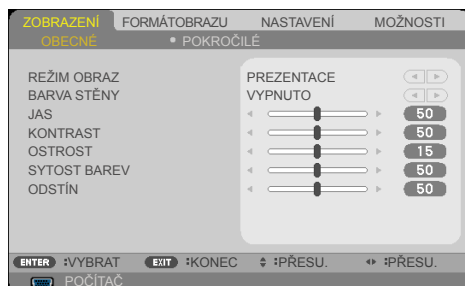 ZOBRAZENÍ FORMÁTOBRAZU NASTAVENÍ MOŽNOSTI
OBECNÉ • POKROČILÉ
REŽIM OBRAZ PREZENTACE
BARVA STĚNY VYPNUTO
JAS 50
KONTRAST 50
OSTROST 15
SYTOST BAREV 50
ODSTÍN 50
ENTER :VYBRAT EXIT :KONEC :PŘESU. :PŘESU.
POČÍTAČ